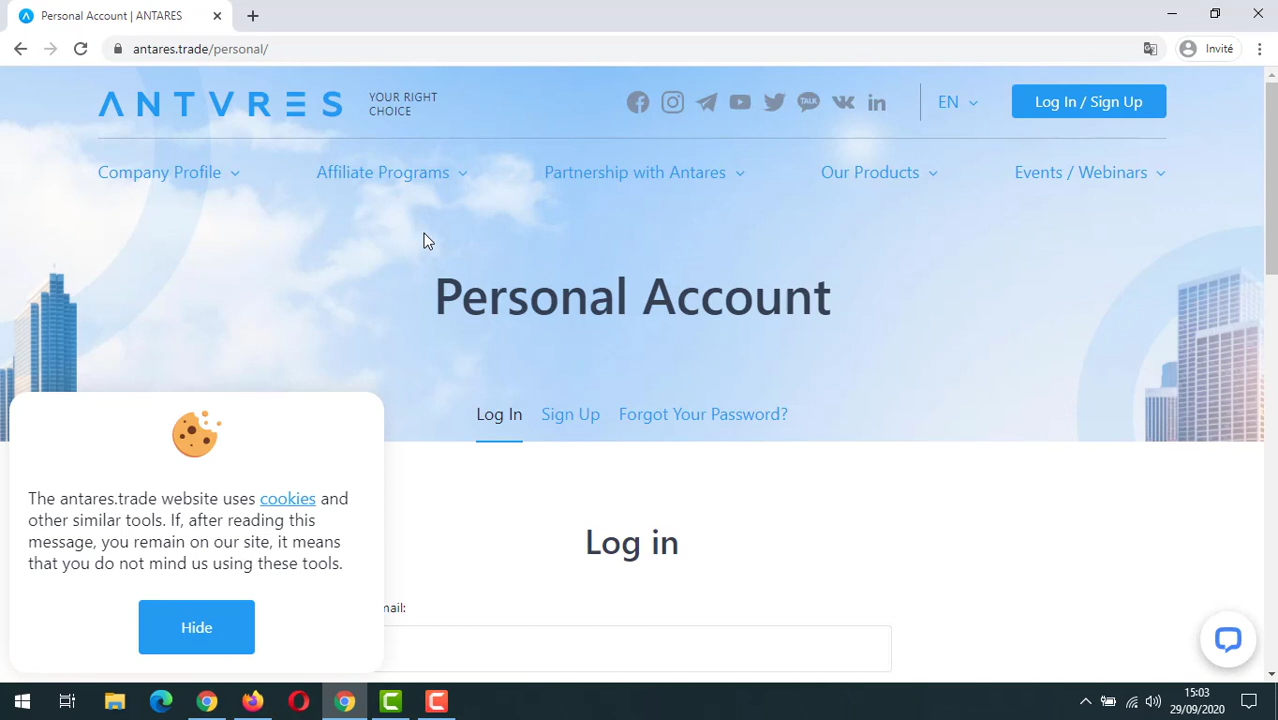 Personal Account | ANTARES
antares.trade/personal/
Invité
ANTVRES
YOUR RIGHT
CHOICE
TALK
EN
Log In / Sign Up
Company Profile
Affiliate Programs
Partnership with Antares
Our Products
Events / Webinars
Personal Account
Log In
Sign Up
Forgot Your Password?
The antares.trade website uses cookies and
other similar tools. If, after reading this
message, you remain on our site, it means
that you do not mind us using these tools.
Hide
Log in
mail:
15:03
29/09/2020